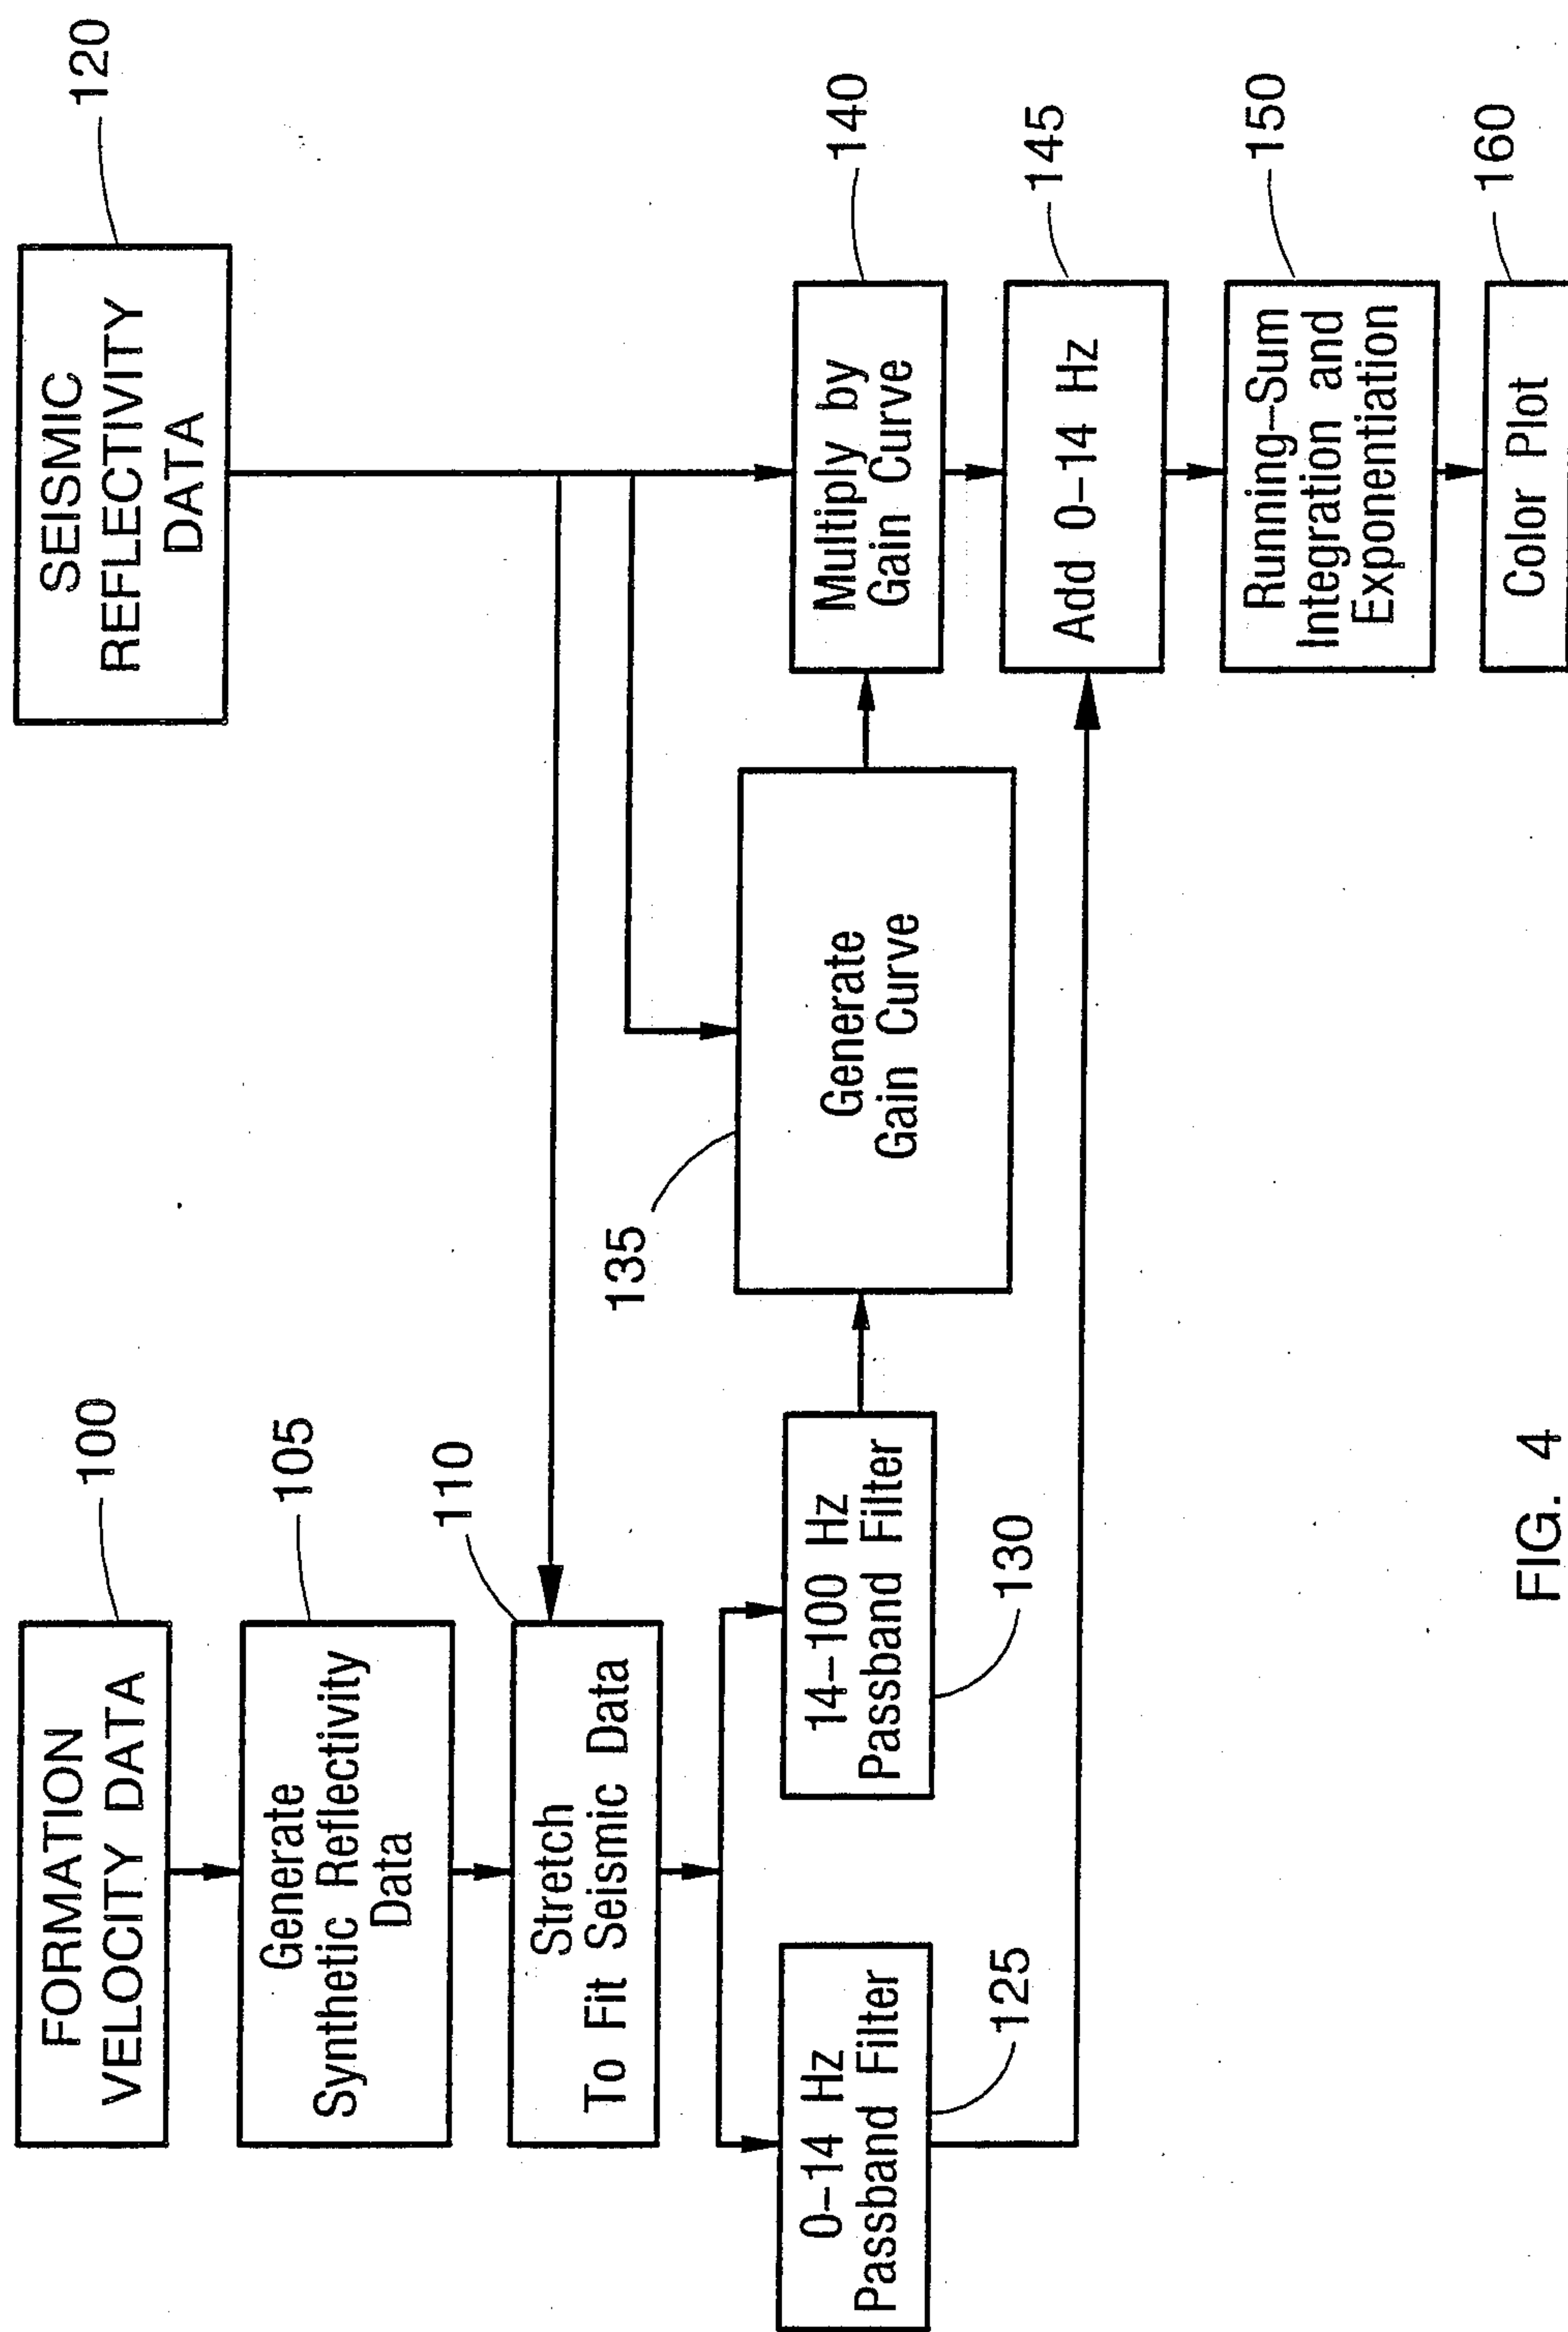 FORMATION
VELOCITY DATA
100
SEISMIC
REFLECTIVITY
DATA
120
Generate
Synthetic Reflectivity
Data
105
Stretch
To Fit Seismic Data
110
0–14 Hz
Passband Filter
125
14–100 Hz
Passband Filter
130
135
Generate
Gain Curve
Multiply by
Gain Curve
140
Add 0–14 Hz
145
Running–Sum
Integration and
Exponentiation
150
Color Plot
160
FIG. 4